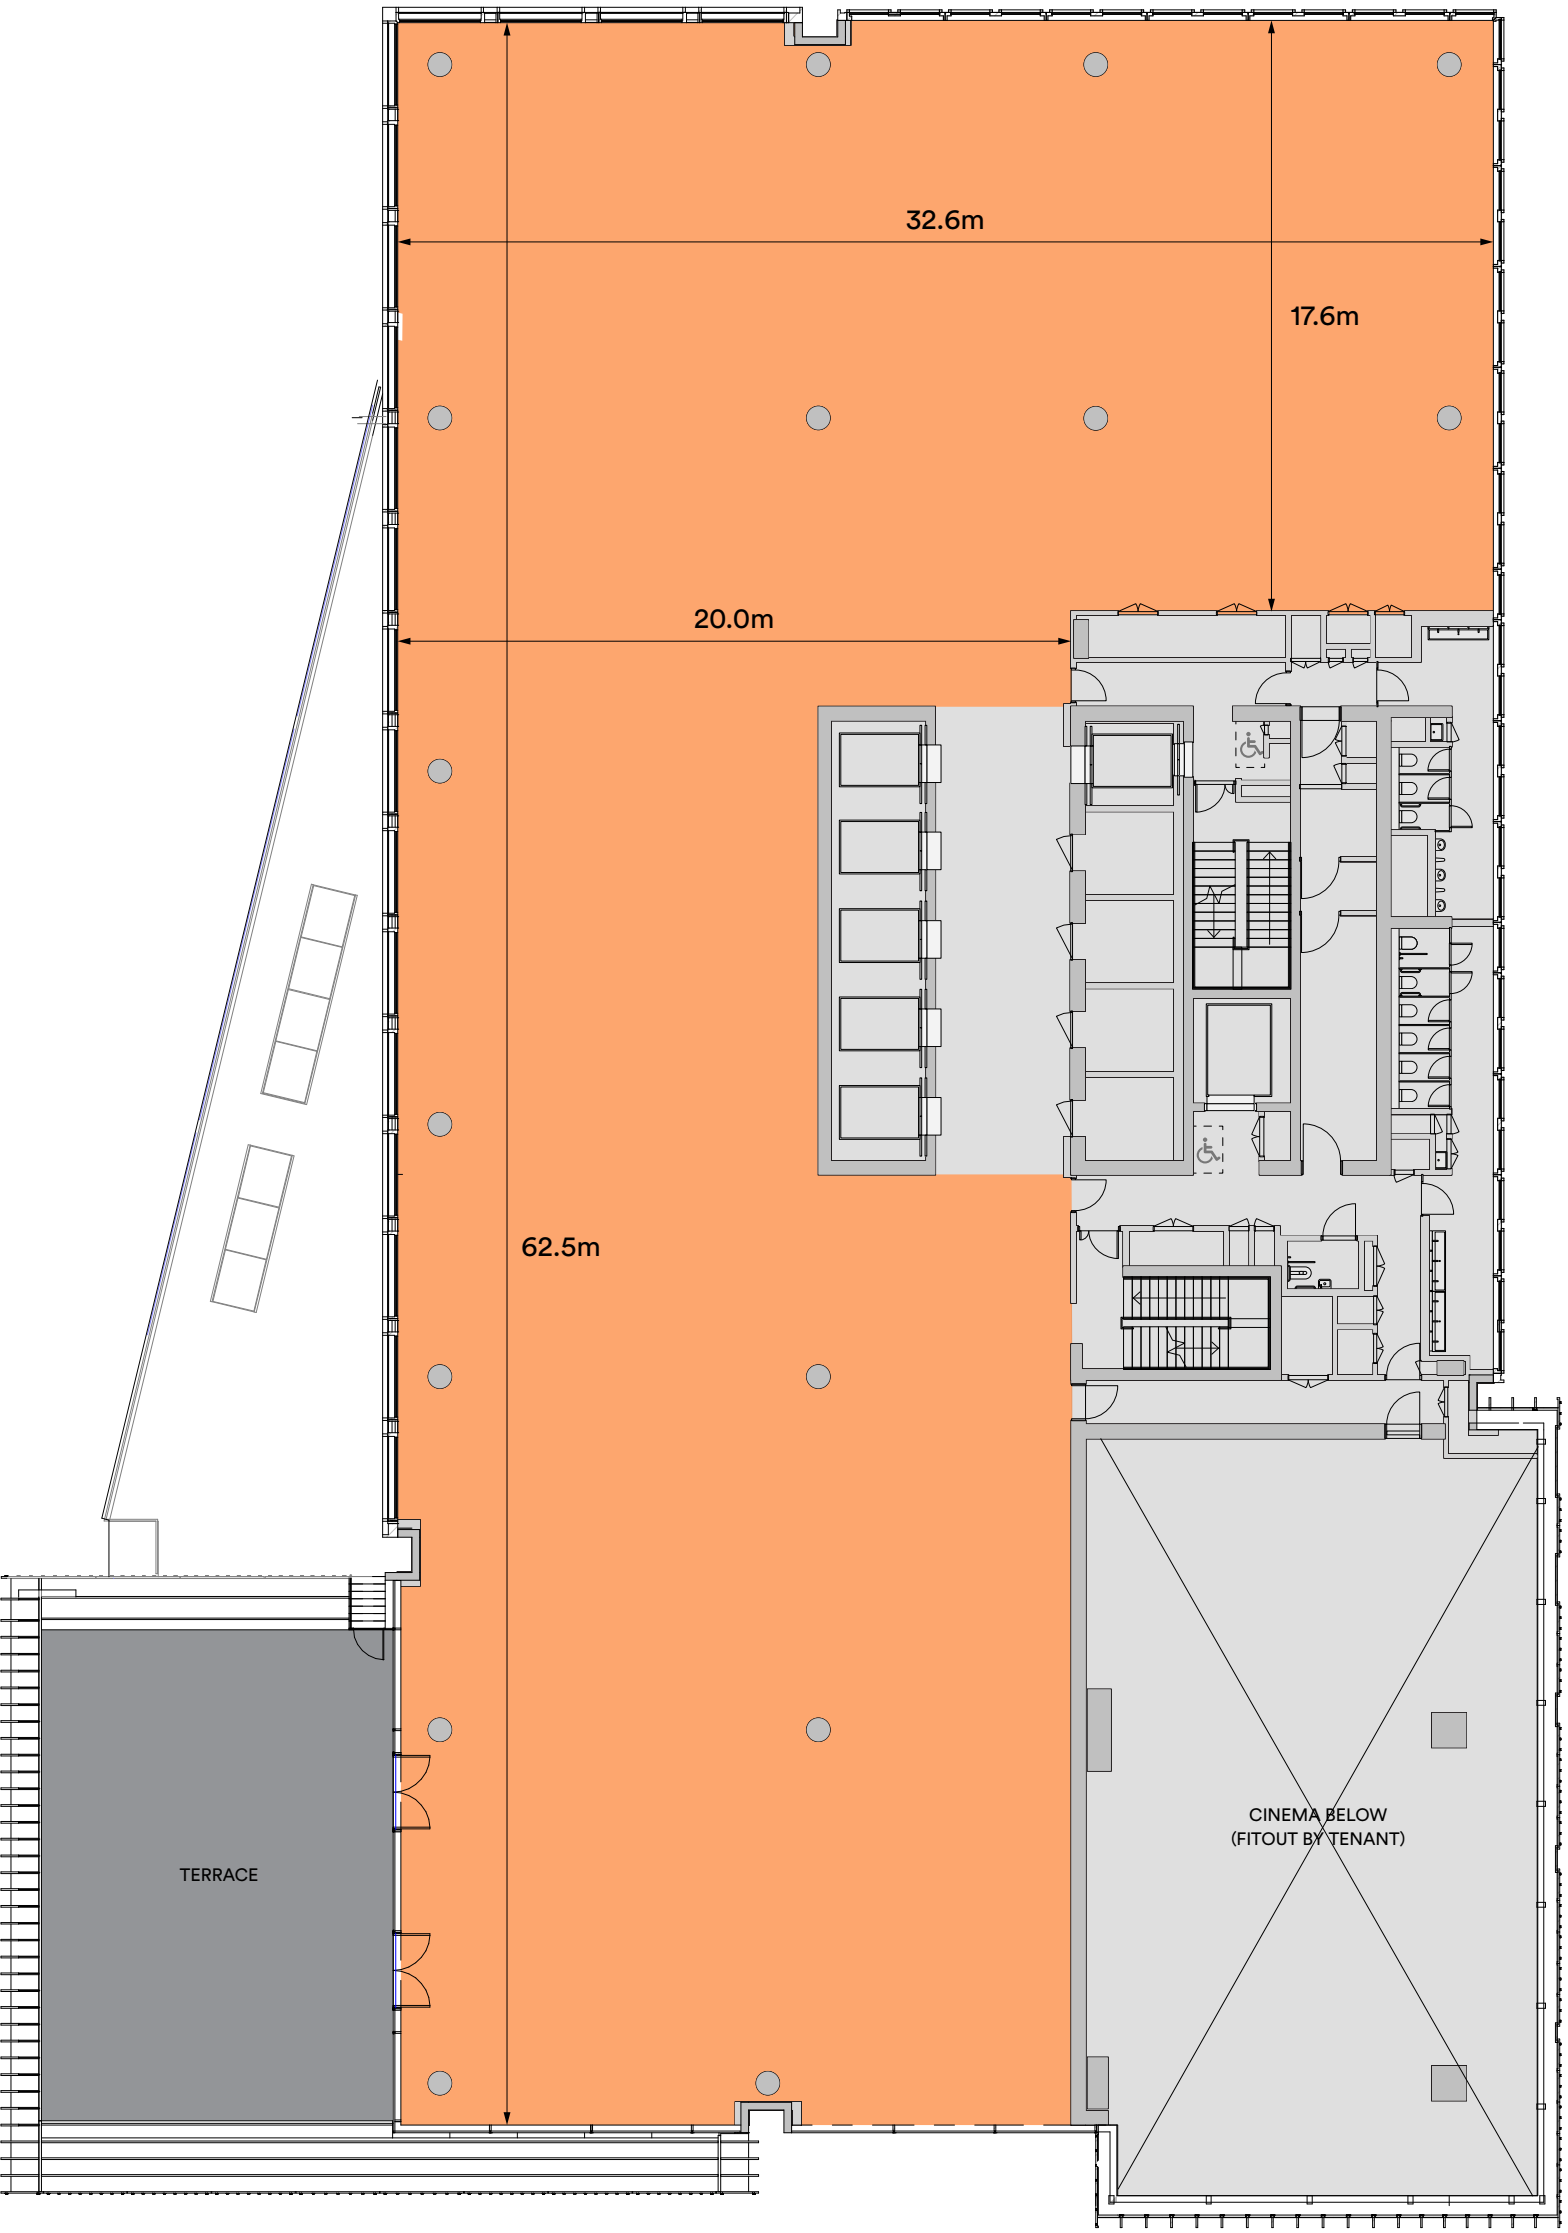 32.6m
17.6m
20.0m
62.5m
CINEMA BELOW
(FITOUT BY TENANT)
TERRACE